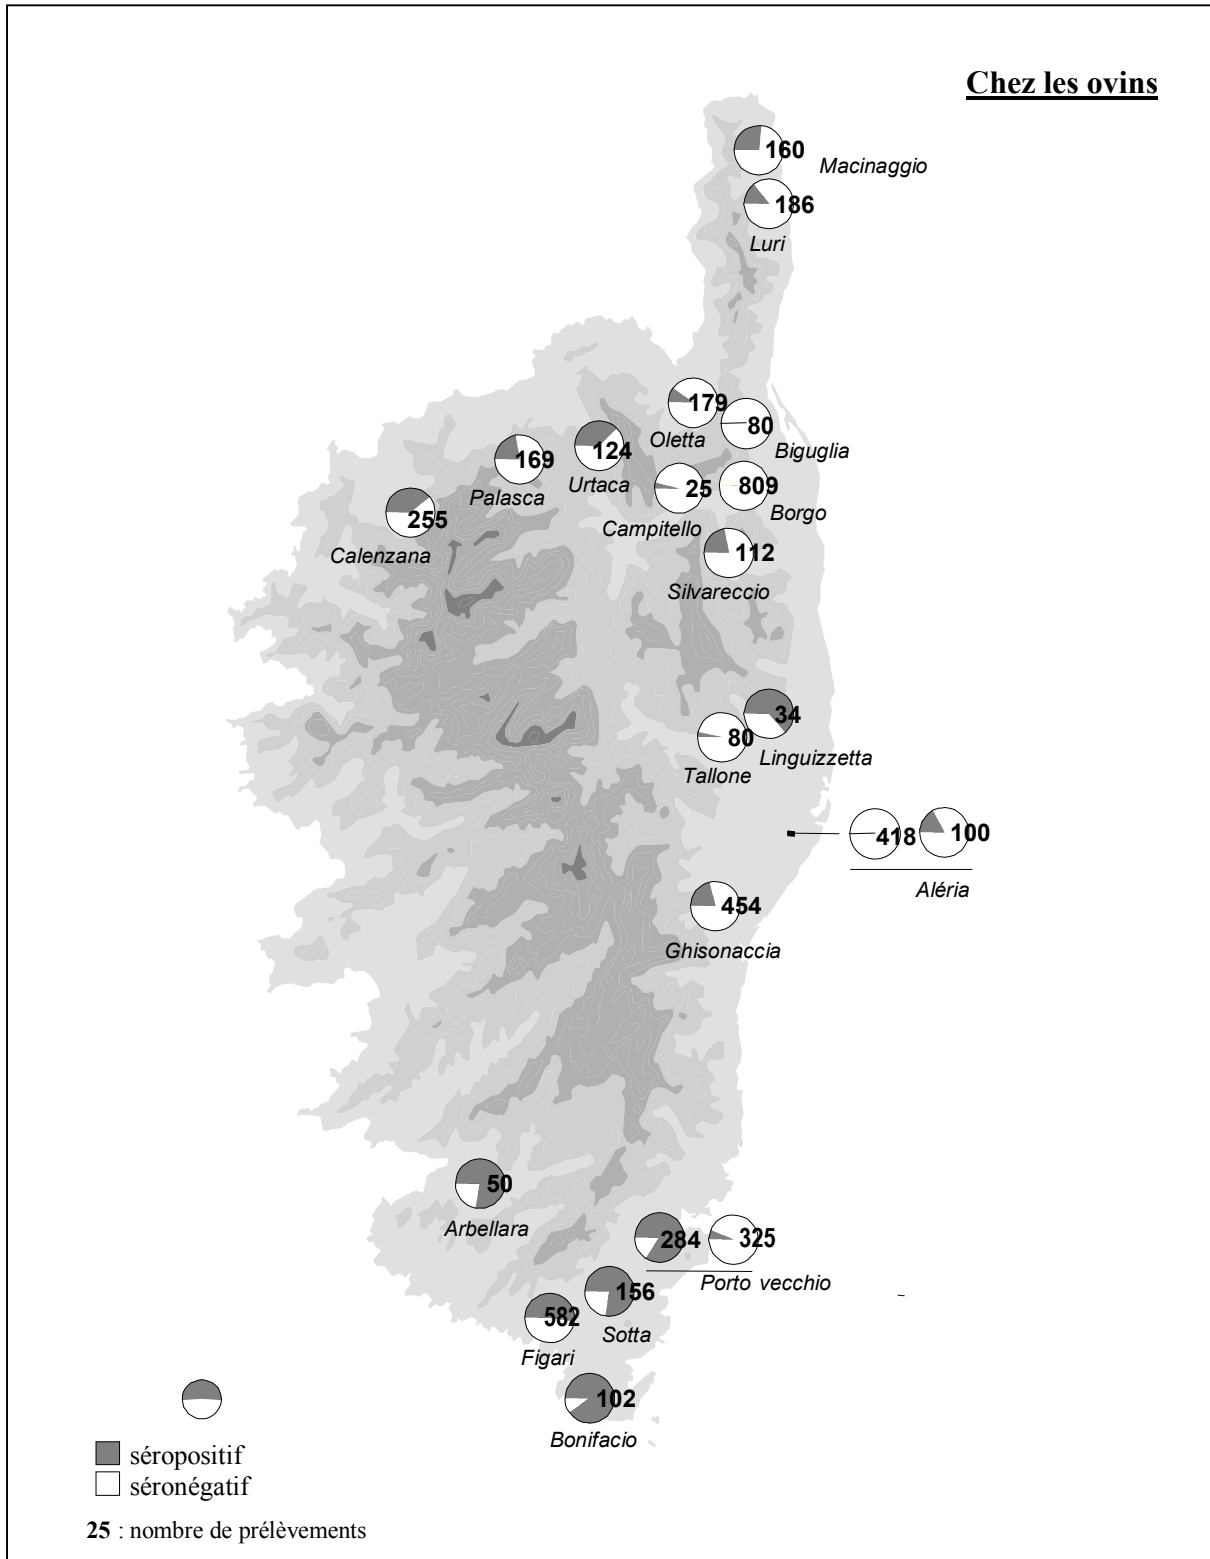 Chez les ovins
160
Macinaggio
186
Luri
179
Oletta
80
Biguglia
124
Urtaca
169
Palasca
25
Campitello
809
Borgo
255
Calenzana
112
Silvareccio
34
Linguizzetta
80
Tallone
418
100
Aléria
454
Ghisonaccia
50
Arbellara
284
325
Porto vecchio
156
Sotta
582
Figari
102
Bonifacio
séropositif
séronégatif
25 : nombre de prélèvements